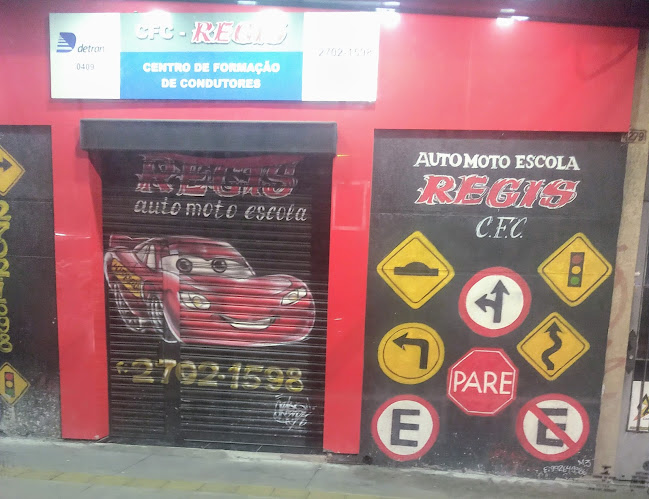 detran
0409
CFC - REGIS
2702-1598
CENTRO DE FORMAÇÃO
DE CONDUTORES
REGIS
auto moto escola
2702-1598
27021598
AUTO MOTO ESCOLA
REGIS
C.F.C.
PARE
E
E